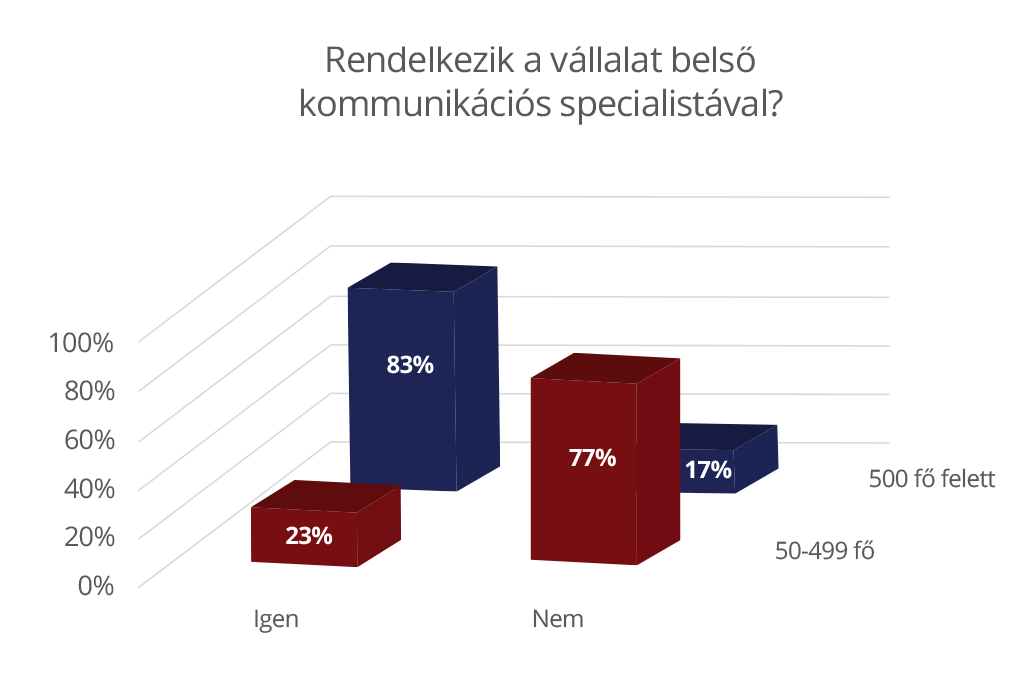 Rendelkezik a vállalat belső
kommunikációs specialistával?
100%
80%
60%
40%
20%
0%
83%
77%
17%
23%
500 fő felett
50-499 fő
Igen
Nem